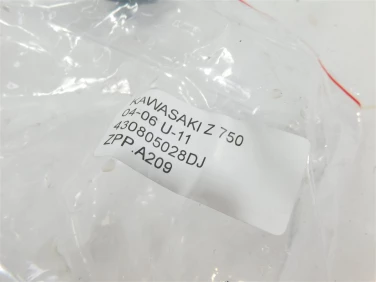 KAWASAKI Z 750
04-06 U-11
430805028DJ
ZPP.A209